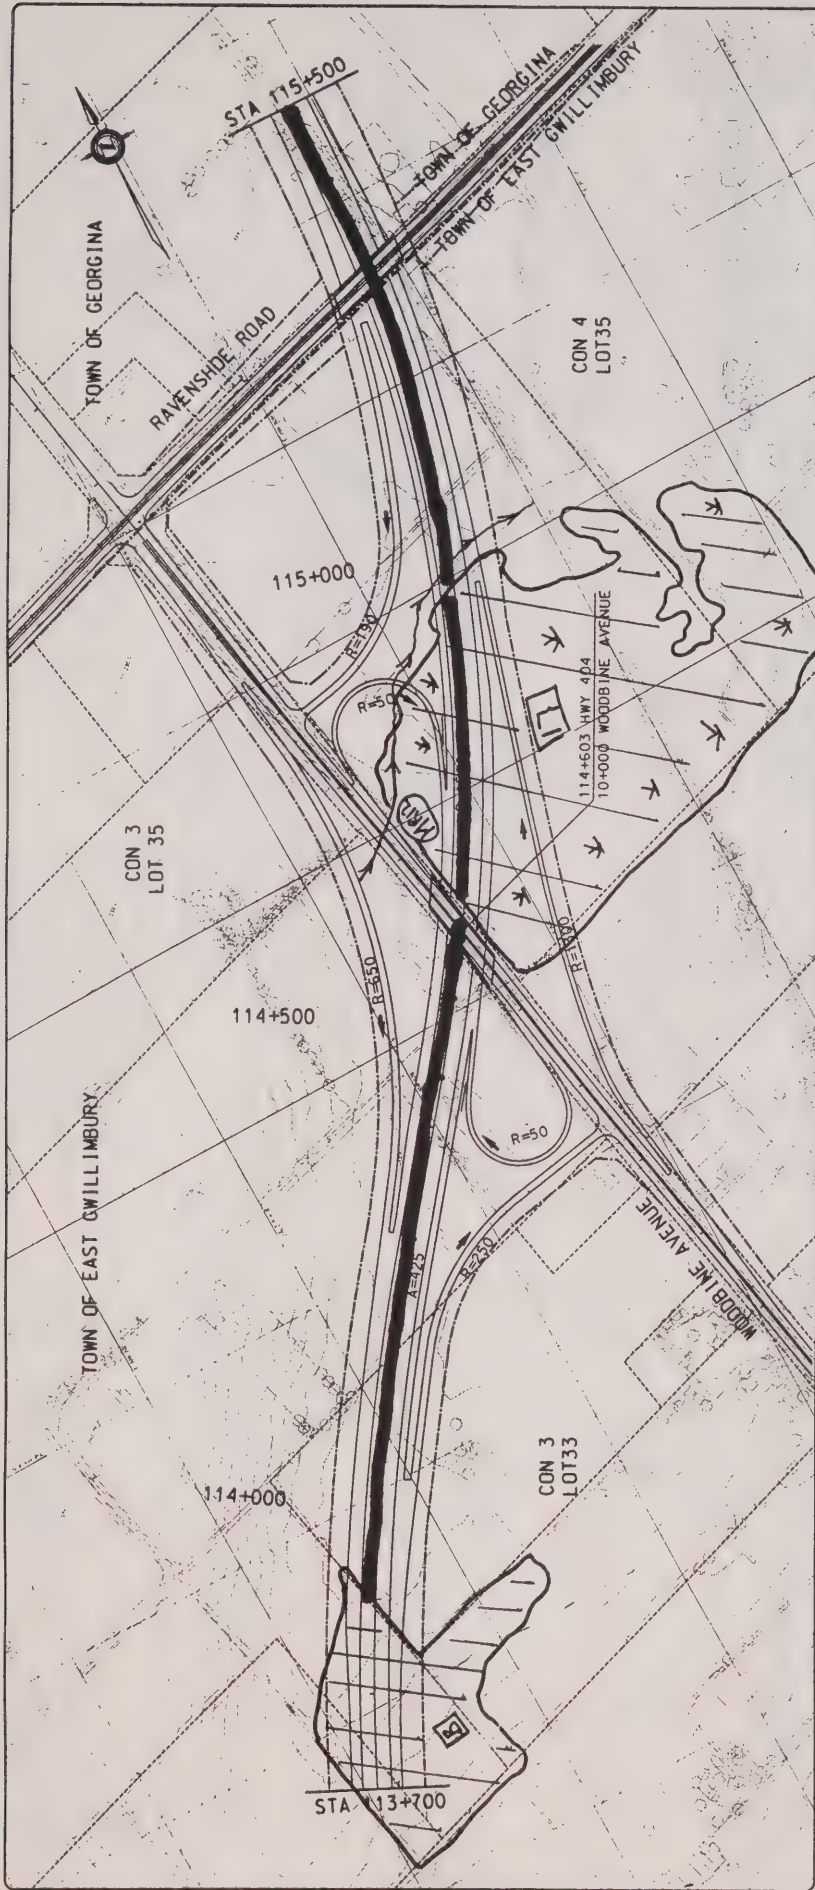 STA 115+500
TOWN OF GEORGINA
TOWN OF EAST GWILLIMBURY
TOWN OF GEORGINA
RAVENSHOE ROAD
CON 4
LOT35
115+000
R=190
R=50
L1
114+603 HWY 404
10+000 WOODBINE AVENUE
CON 3
LOT 35
R=650
114+500
R=50
TOWN OF EAST GWILLIMBURY
A=425
R=250
WOODBINE AVENUE
114+000
CON 3
LOT33
STA 113+700